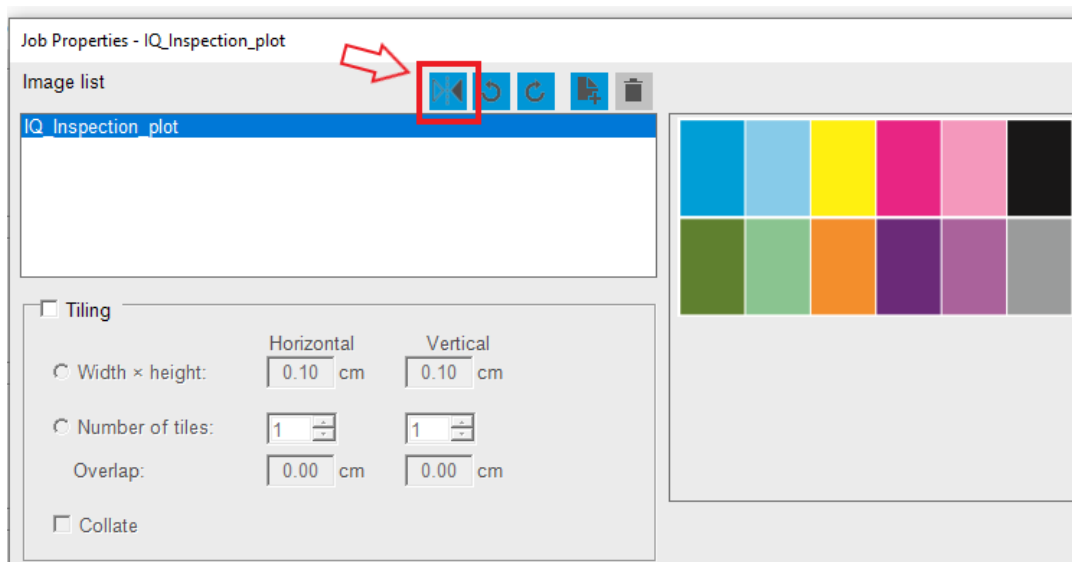 Job Properties - IQ_Inspection_plot
Image list
IQ_Inspection_plot
Tiling
Horizontal Vertical
Width × height: 0.10 cm 0.10 cm
Number of tiles: 1 1
Overlap: 0.00 cm 0.00 cm
Collate